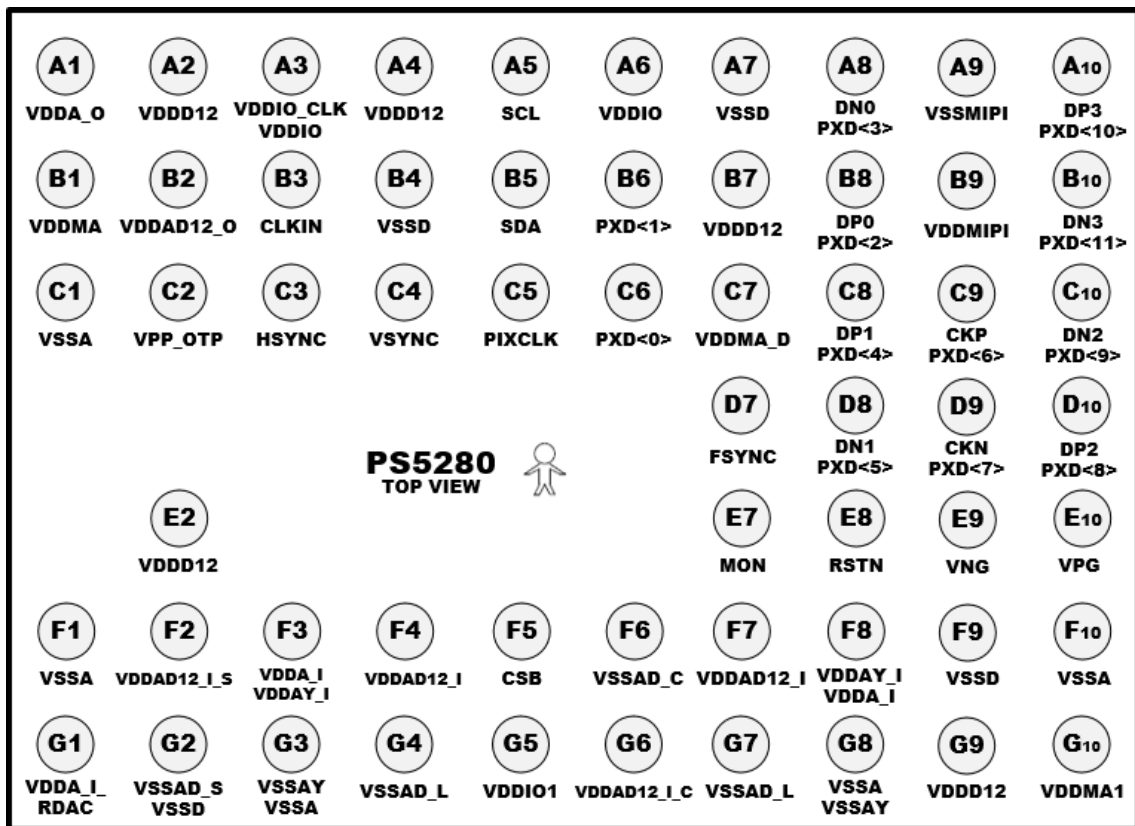 A1 A2 A3 A4 A5 A6 A7 A8 A9 A10
VDDA_O VDDD12 VDDIO_CLK VDDD12 SCL VDDIO VSSD DN0 VSSMIPI DP3
VDDIO PXD<3> PXD<10>
B1 B2 B3 B4 B5 B6 B7 B8 B9 B10
VDDMA VDDAD12_O CLKIN VSSD SDA PXD<1> VDDD12 DP0 VDDMIPI DN3
PXD<2> PXD<11>
C1 C2 C3 C4 C5 C6 C7 C8 C9 C10
VSSA VPP_OTP HSYNC VSYNC PIXCLK PXD<0> VDDMA_D DP1 CKP DN2
PXD<4> PXD<6> PXD<9>
D7 D8 D9 D10
FSYNC DN1 CKN DP2
PXD<5> PXD<7> PXD<8>
PS5280
TOP VIEW
E2 E7 E8 E9 E10
VDDD12 MON RSTN VNG VPG
F1 F2 F3 F4 F5 F6 F7 F8 F9 F10
VSSA VDDAD12_I_S VDDA_I VDDAD12_I CSB VSSAD_C VDDAD12_I VDDAY_I VSSD VSSA
VDDAY_I VDDA_I
G1 G2 G3 G4 G5 G6 G7 G8 G9 G10
VDDA_I_ VSSAD_S VSSAY VSSAD_L VDDIO1 VDDAD12_I_C VSSAD_L VSSA VDDD12 VDDMA1
RDAC VSSD VSSA VSSAY